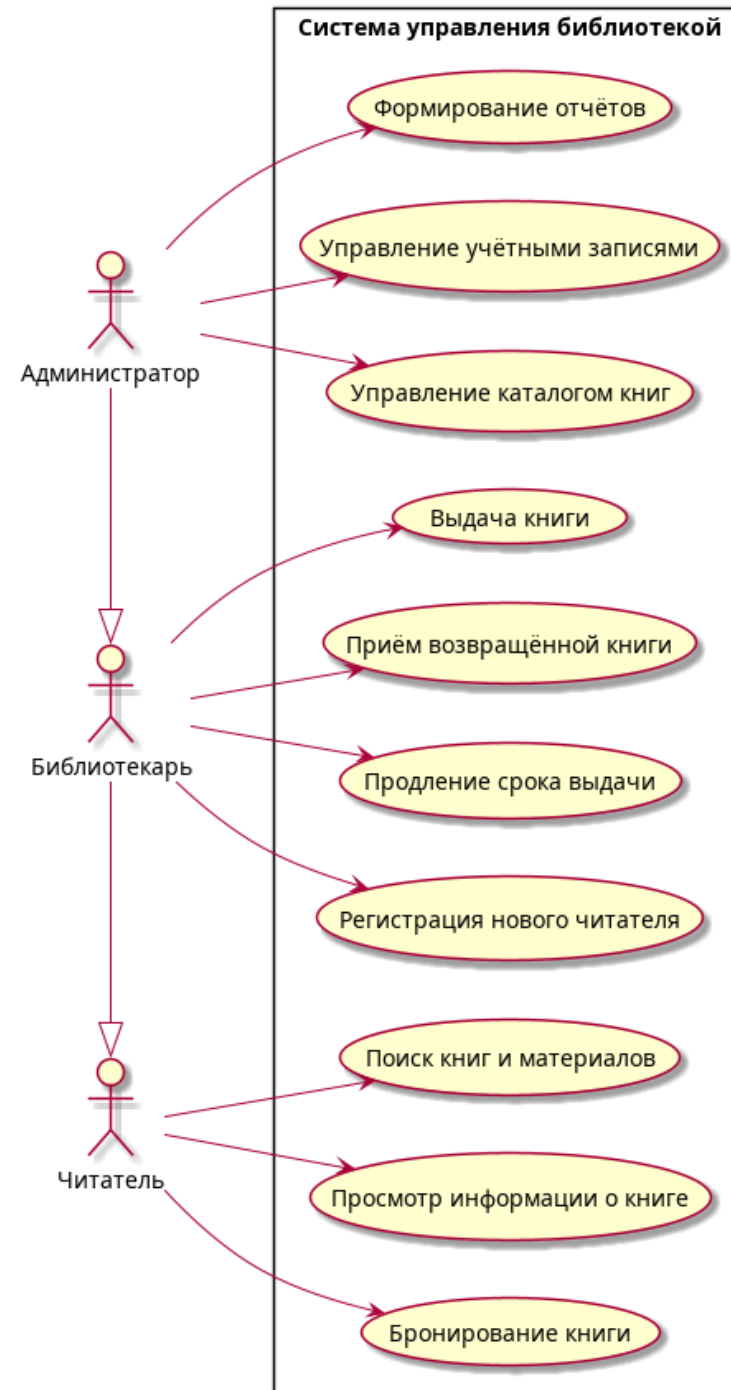 Система управления библиотекой
Формирование отчётов
Управление учётными записями
Администратор
Управление каталогом книг
Выдача книги
Приём возвращённой книги
Библиотекарь
Продление срока выдачи
Регистрация нового читателя
Поиск книг и материалов
Читатель
Просмотр информации о книге
Бронирование книги